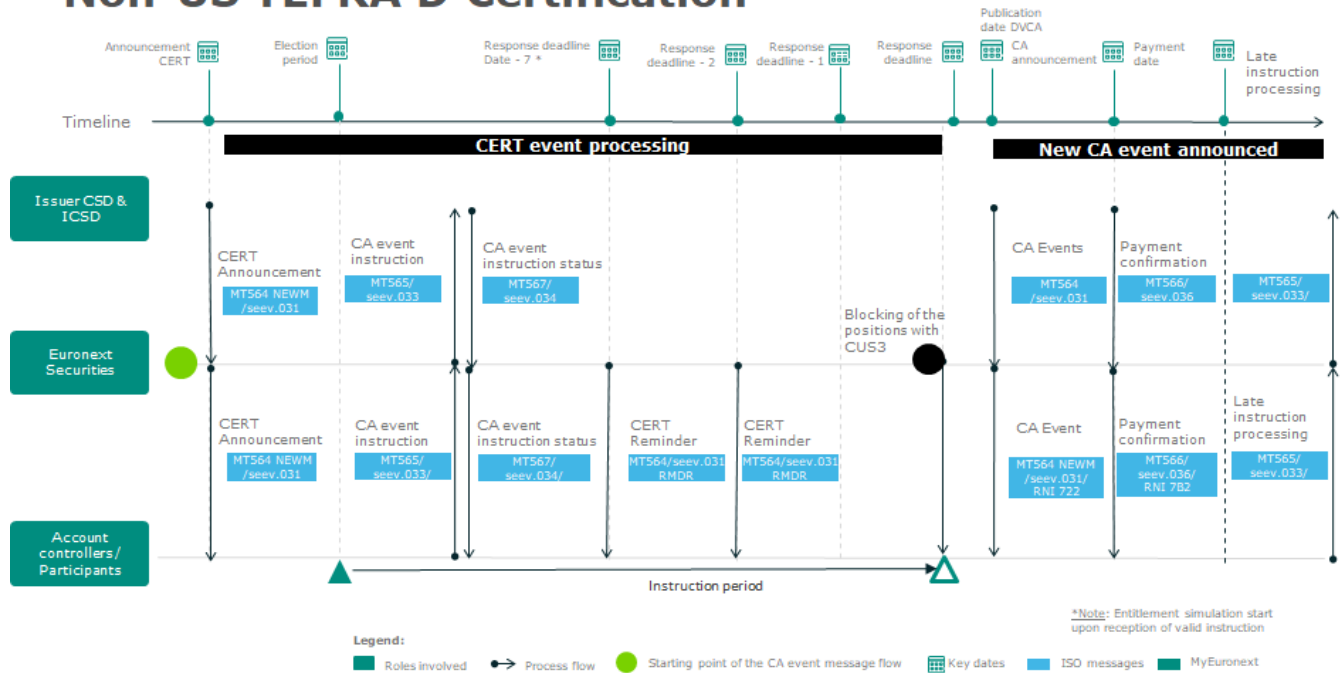 Non-US TEFRA D Certification
Publication
date DVCA
Announcement
CERT
Election
period
Response deadline
Date - 7 *
Response
deadline - 2
Response
deadline - 1
Response
deadline
CA
announcement
Payment
date
Late
instruction
processing
Timeline
CERT event processing
New CA event announced
Issuer CSD &
ICSD
CERT
Announcement
MT564 NEWM
/seev.031
CA event
instruction
MT565/
seev.033
CA event
instruction status
MT567/
seev.034
CA Events
MT564
/seev.031
Payment
confirmation
MT566/
seev.036
MT565/
seev.033/
Blocking of the
positions with
CUS3
Euronext
Securities
CERT
Announcement
MT564 NEWM
/seev.031
CA event
instruction
MT565/
seev.033/
CA event
instruction status
MT567/
seev.034/
CERT
Reminder
MT564/seev.031
RMDR
CERT
Reminder
MT564/seev.031
RMDR
CA Event
MT564 NEWM
/seev.031/
RNI 722
Payment
confirmation
MT566/
seev.036/
RNI 7B2
Late
instruction
processing
MT565/
seev.033/
Account
controllers/
Participants
Instruction period
*Note: Entitlement simulation start
upon reception of valid instruction
Legend:
Roles involved
Process flow
Starting point of the CA event message flow
Key dates
ISO messages
MyEuronext